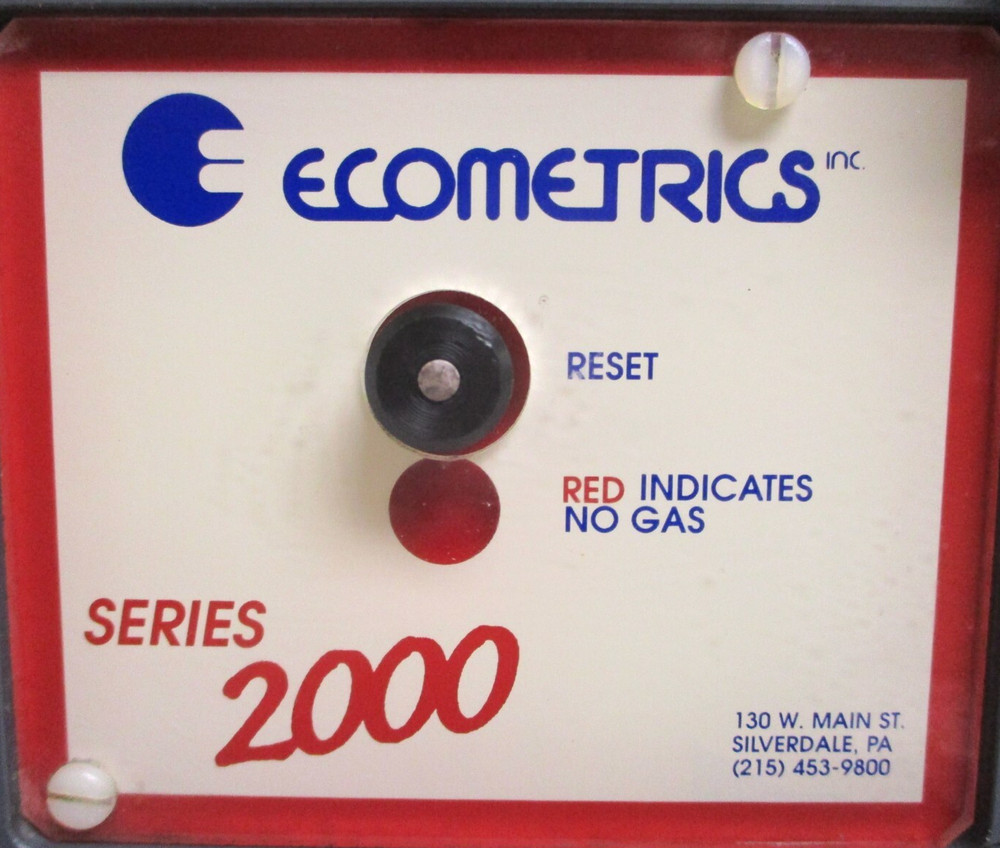 ECOMETRICS INC.
RESET
RED INDICATES
NO GAS
SERIES
2000
130 W. MAIN ST.
SILVERDALE, PA
(215) 453-9800